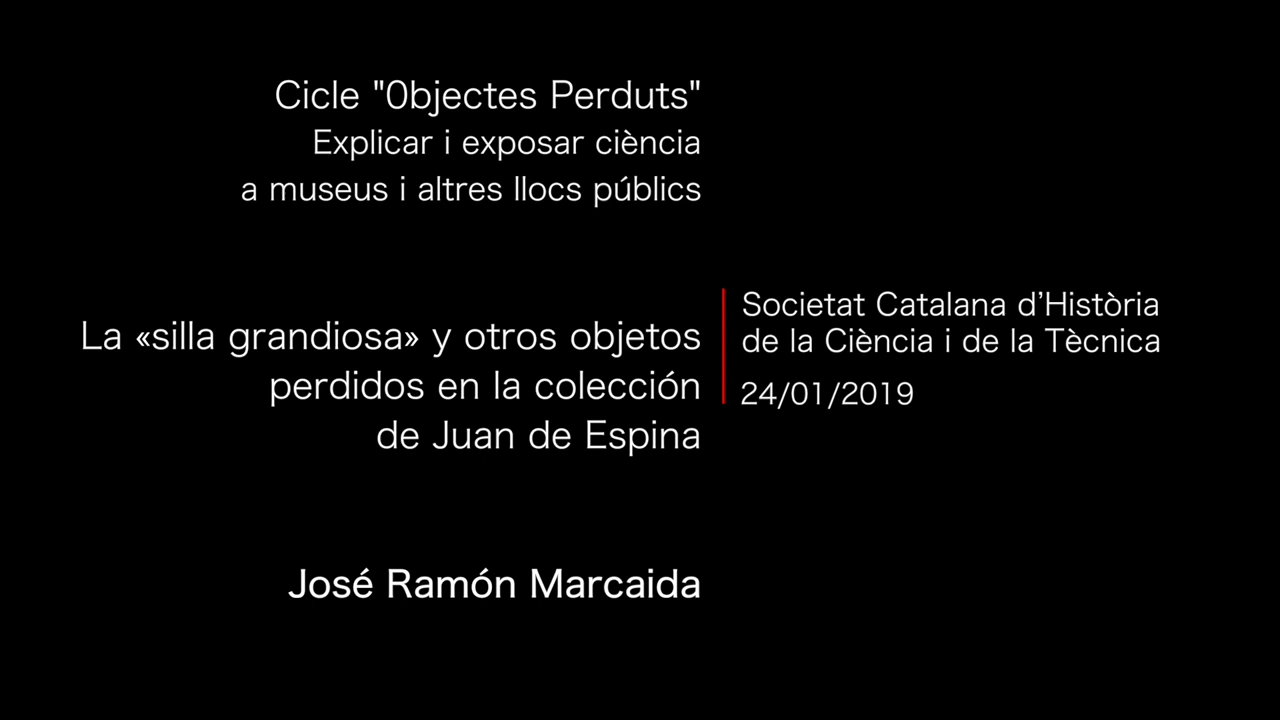 Cicle "Objectes Perduts"
Explicar i exposar ciència
a museus i altres llocs públics
La «silla grandiosa» y otros objetos
perdidos en la colección
de Juan de Espina
Societat Catalana d’Història
de la Ciència i de la Tècnica
24/01/2019
José Ramón Marcaida